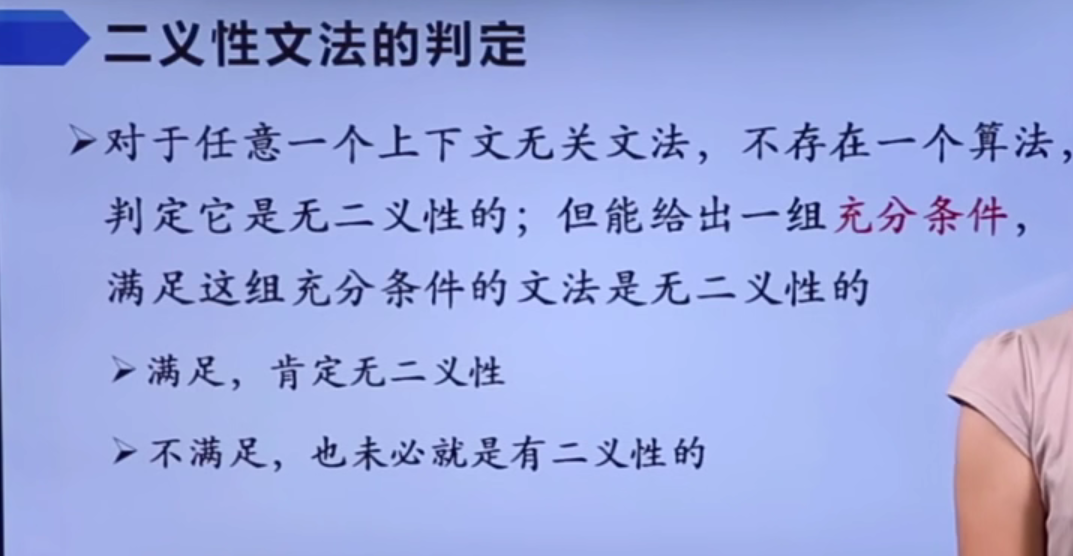 二义性文法的判定
➢对于任意一个上下文无关文法，不存在一个算法，
判定它是无二义性的；但能给出一组充分条件，
满足这组充分条件的文法是无二义性的
➢满足，肯定无二义性
➢不满足，也未必就是有二义性的